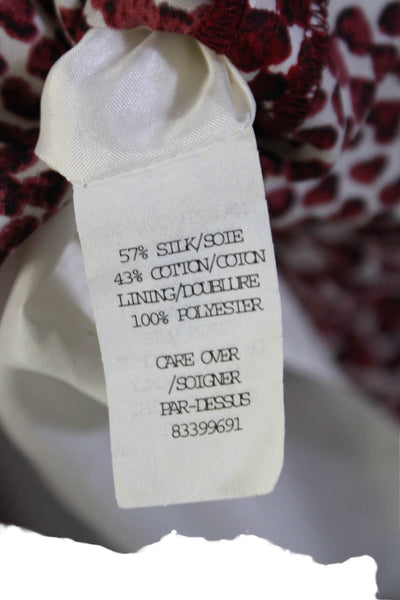 57% SILK/SOIE
43% COTTON/COTON
LINING/DOUBLURE
100% POLYESTER
CARE OVER
/SOIGNER
PAR-DESSUS
83399691